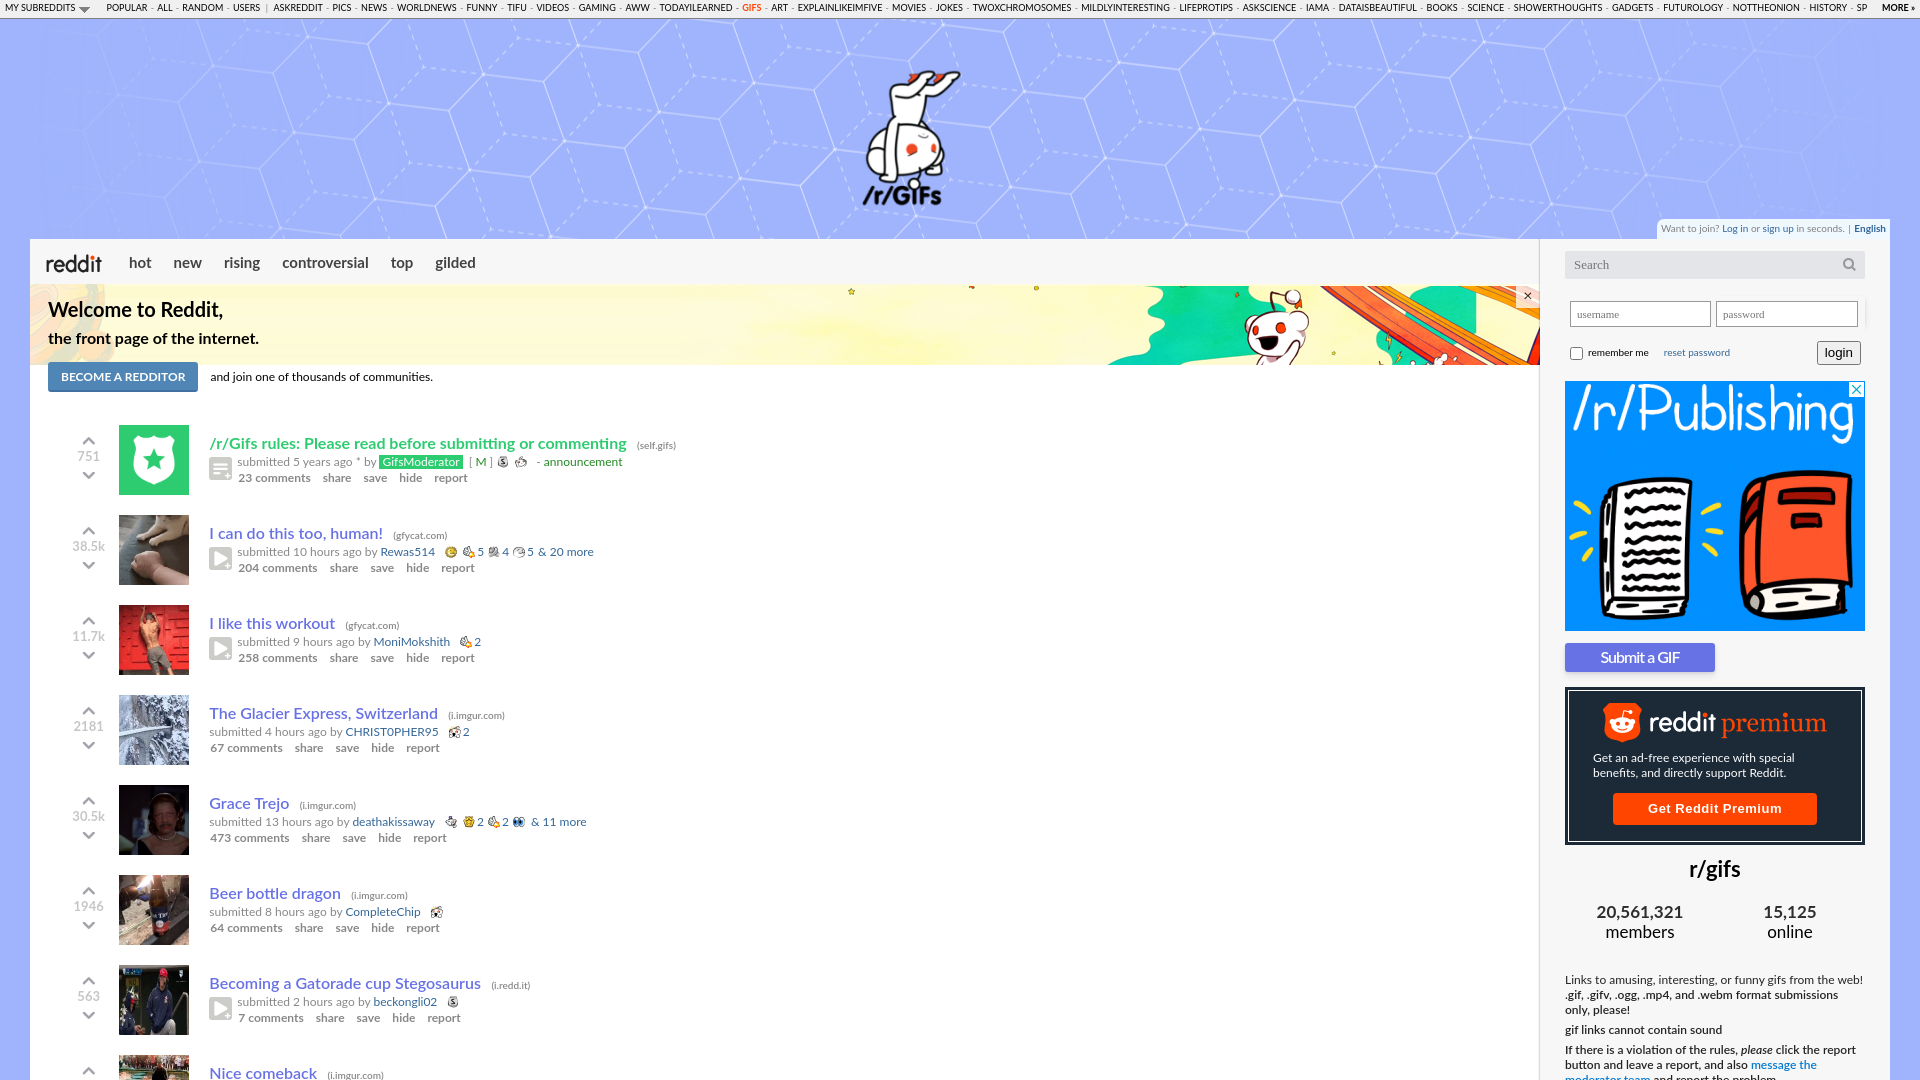 MY SUBREDDITS POPULAR - ALL - RANDOM - USERS | ASKREDDIT - PICS - NEWS - WORLDNEWS - FUNNY - TIFU - VIDEOS - GAMING - AWW - TODAYILEARNED - GIFS - ART - EXPLAINLIKEIMFIVE - MOVIES - JOKES - TWOXCHROMOSOMES - MILDLYINTERESTING - LIFEPROTIPS - ASKSCIENCE - IAMA - DATAISBEAUTIFUL - BOOKS - SCIENCE - SHOWERTHOUGHTS - GADGETS - FUTUROLOGY - NOTTHEONION - HISTORY - SP MORE »
/r/GIFs
Want to join? Log in or sign up in seconds. | English
reddit hot new rising controversial top gilded
Welcome to Reddit,
the front page of the internet.
BECOME A REDDITOR and join one of thousands of communities.
×
751
/r/Gifs rules: Please read before submitting or commenting (self.gifs)
submitted 5 years ago * by GifsModerator [ M ] - announcement
23 comments share save hide report
38.5k
I can do this too, human! (gfycat.com)
submitted 10 hours ago by Rewas514 5 4 5 & 20 more
204 comments share save hide report
11.7k
I like this workout (gfycat.com)
submitted 9 hours ago by MoniMokshith 2
258 comments share save hide report
2181
The Glacier Express, Switzerland (i.imgur.com)
submitted 4 hours ago by CHRIST0PHER95 2
67 comments share save hide report
30.5k
Grace Trejo (i.imgur.com)
submitted 13 hours ago by deathakissaway 2 2 & 11 more
473 comments share save hide report
1946
Beer bottle dragon (i.imgur.com)
submitted 8 hours ago by CompleteChip
64 comments share save hide report
563
Becoming a Gatorade cup Stegosaurus (i.redd.it)
submitted 2 hours ago by beckongli02
7 comments share save hide report
Nice comeback (i.imgur.com)
Search
username password
remember me reset password login
/r/Publishing
Submit a GIF
reddit premium
Get an ad-free experience with special
benefits, and directly support Reddit.
Get Reddit Premium
r/gifs
20,561,321 15,125
members online
Links to amusing, interesting, or funny gifs from the web!
.gif, .gifv, .ogg, .mp4, and .webm format submissions
only, please!
gif links cannot contain sound
If there is a violation of the rules, please click the report
button and leave a report, and also message the
moderator team and report the problem.